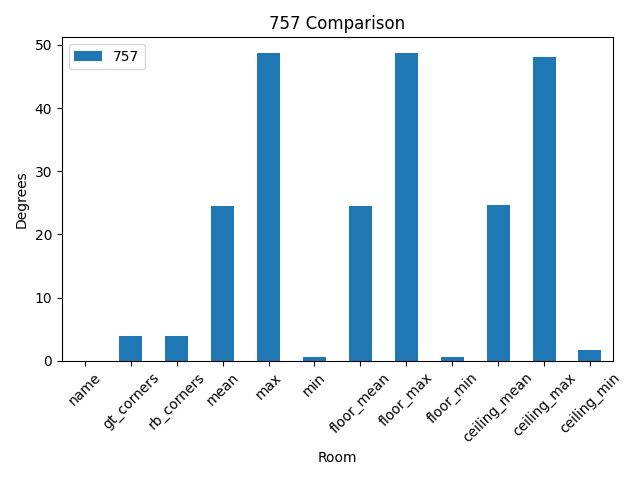 757 Comparison
757
Degrees
50
40
30
20
10
0
name
gt_corners
rb_corners
mean
max
min
floor_mean
floor_max
floor_min
ceiling_mean
ceiling_max
ceiling_min
Room